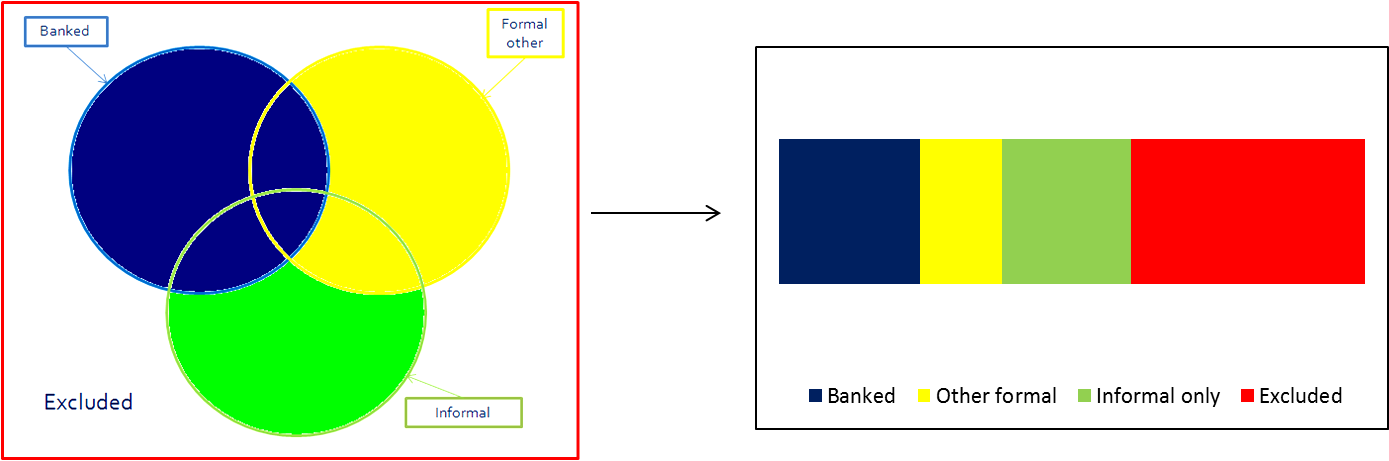 Banked
Formal
other
Excluded
Informal
Banked
Other formal
Informal only
Excluded